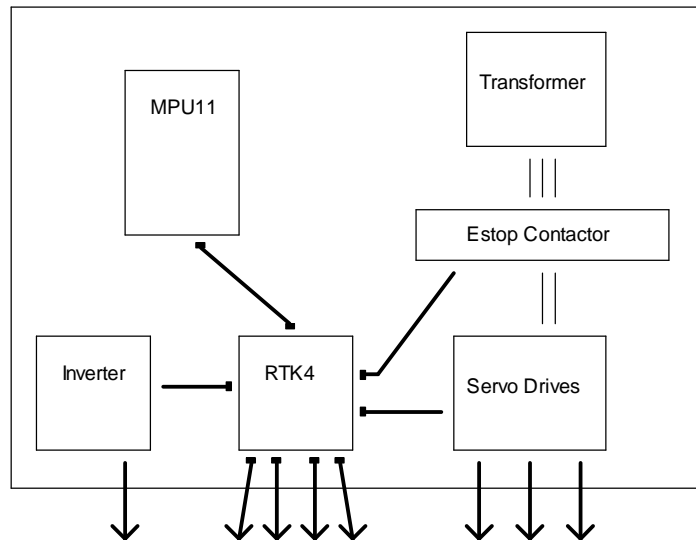 Transformer
MPU11
Estop Contactor
Inverter
RTK4
Servo Drives